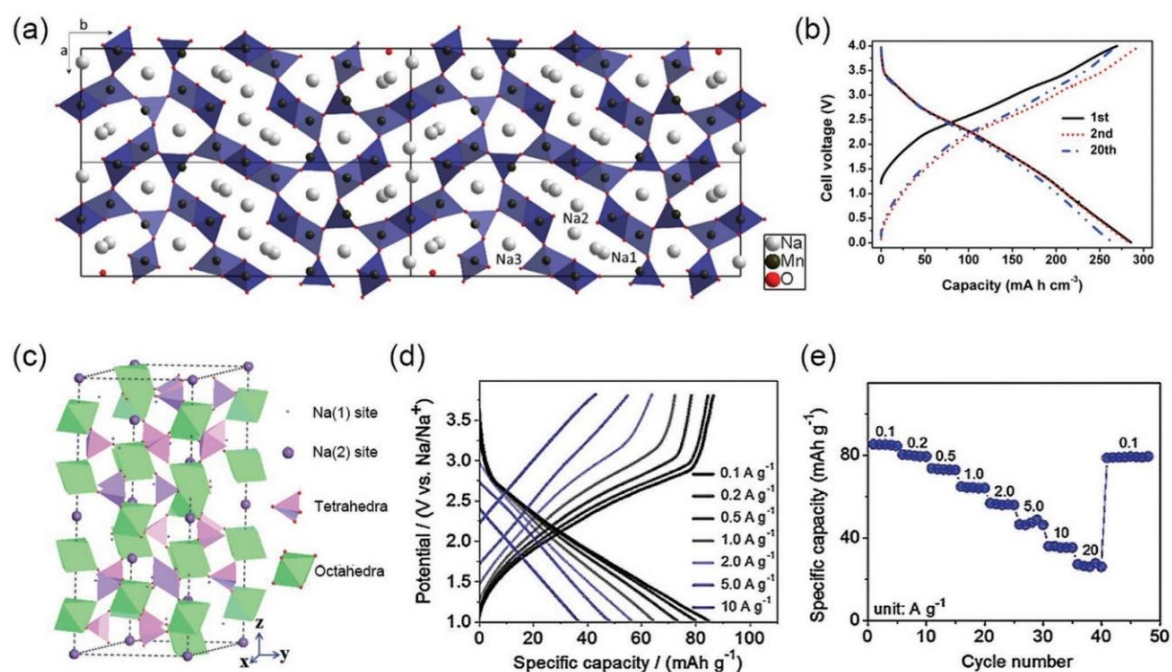 (a)
b
a
Na2
Na3
Na1
Na
Mn
O
(b)
Cell voltage (V)
4.0
3.5
3.0
2.5
2.0
1.5
1.0
0.5
0.0
1st
2nd
20th
0 50 100 150 200 250 300
Capacity (mA h cm⁻³)
(c)
Na(1) site
Na(2) site
Tetrahedra
Octahedra
z
x
y
(d)
Potential / (V vs. Na/Na⁺)
3.5
3.0
2.5
2.0
1.5
1.0
0.1 A g⁻¹
0.2 A g⁻¹
0.5 A g⁻¹
1.0 A g⁻¹
2.0 A g⁻¹
5.0 A g⁻¹
10 A g⁻¹
0 20 40 60 80 100
Specific capacity / (mAh g⁻¹)
(e)
Specific capacity (mAh g⁻¹)
80
40
0
0.1
0.2
0.5
1.0
2.0
5.0
10
20
0.1
unit: A g⁻¹
0 10 20 30 40 50
Cycle number